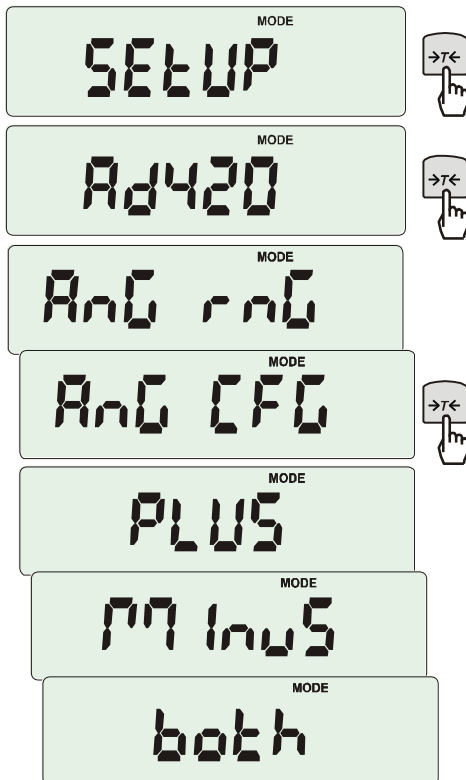 MODE
SEtUP
→T←
MODE
Ad420
→T←
MODE
AnG rnG
MODE
AnG CFG
→T←
MODE
PLUS
MODE
MInuS
MODE
both